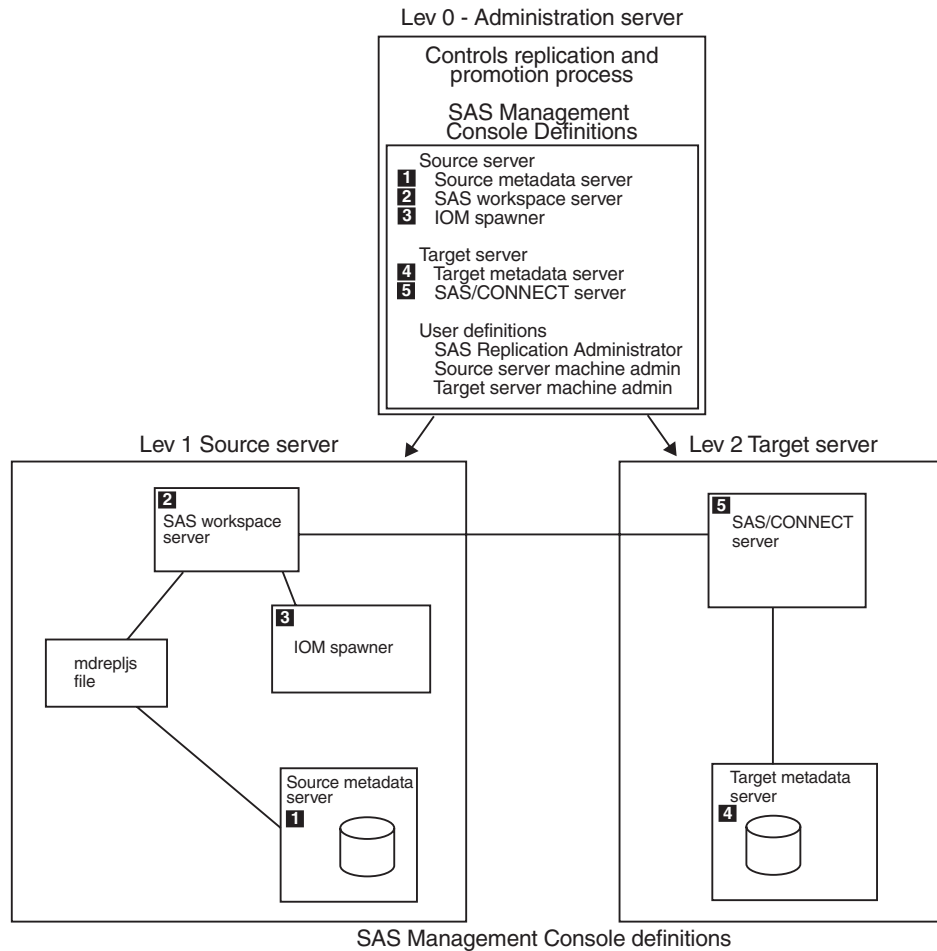 Lev 0 - Administration server
Controls replication and
promotion process
SAS Management
Console Definitions
Source server
1 Source metadata server
2 SAS workspace server
3 IOM spawner
Target server
4 Target metadata server
5 SAS/CONNECT server
User definitions
SAS Replication Administrator
Source server machine admin
Target server machine admin
Lev 1 Source server
2
SAS workspace
server
3
IOM spawner
mdrepljs
file
Source metadata
server
1
Lev 2 Target server
5
SAS/CONNECT
server
Target metadata
server
4
SAS Management Console definitions